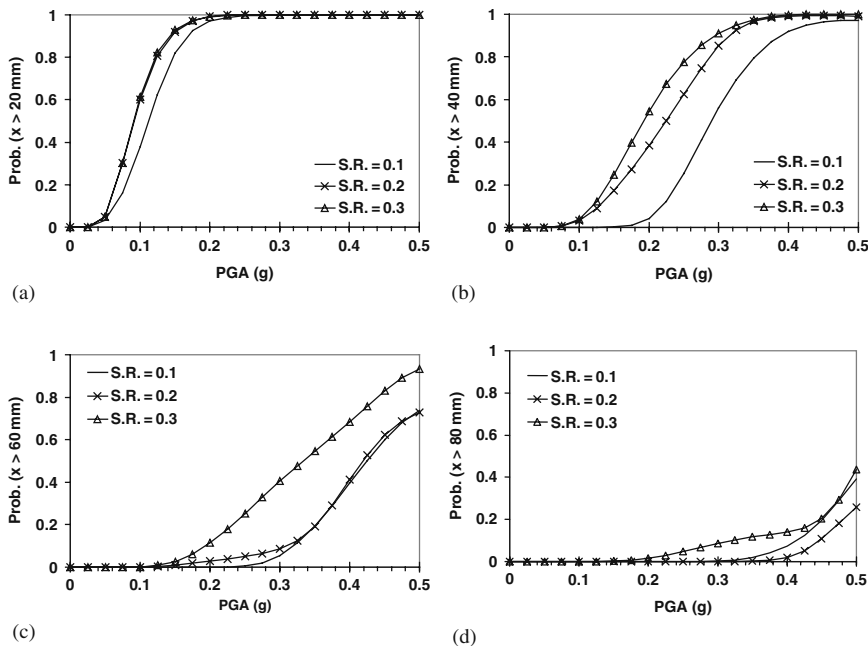 1
0.8
0.6
0.4
0.2
0
Prob. (x > 20 mm)
S.R. = 0.1
S.R. = 0.2
S.R. = 0.3
0 0.1 0.2 0.3 0.4 0.5
PGA (g)
(a)
1
0.8
0.6
0.4
0.2
0
Prob. (x > 40 mm)
S.R. = 0.1
S.R. = 0.2
S.R. = 0.3
0 0.1 0.2 0.3 0.4 0.5
PGA (g)
(b)
1
0.8
0.6
0.4
0.2
0
Prob. (x > 60 mm)
S.R. = 0.1
S.R. = 0.2
S.R. = 0.3
0 0.1 0.2 0.3 0.4 0.5
PGA (g)
(c)
1
0.8
0.6
0.4
0.2
0
Prob. (x > 80 mm)
S.R. = 0.1
S.R. = 0.2
S.R. = 0.3
0 0.1 0.2 0.3 0.4 0.5
PGA (g)
(d)